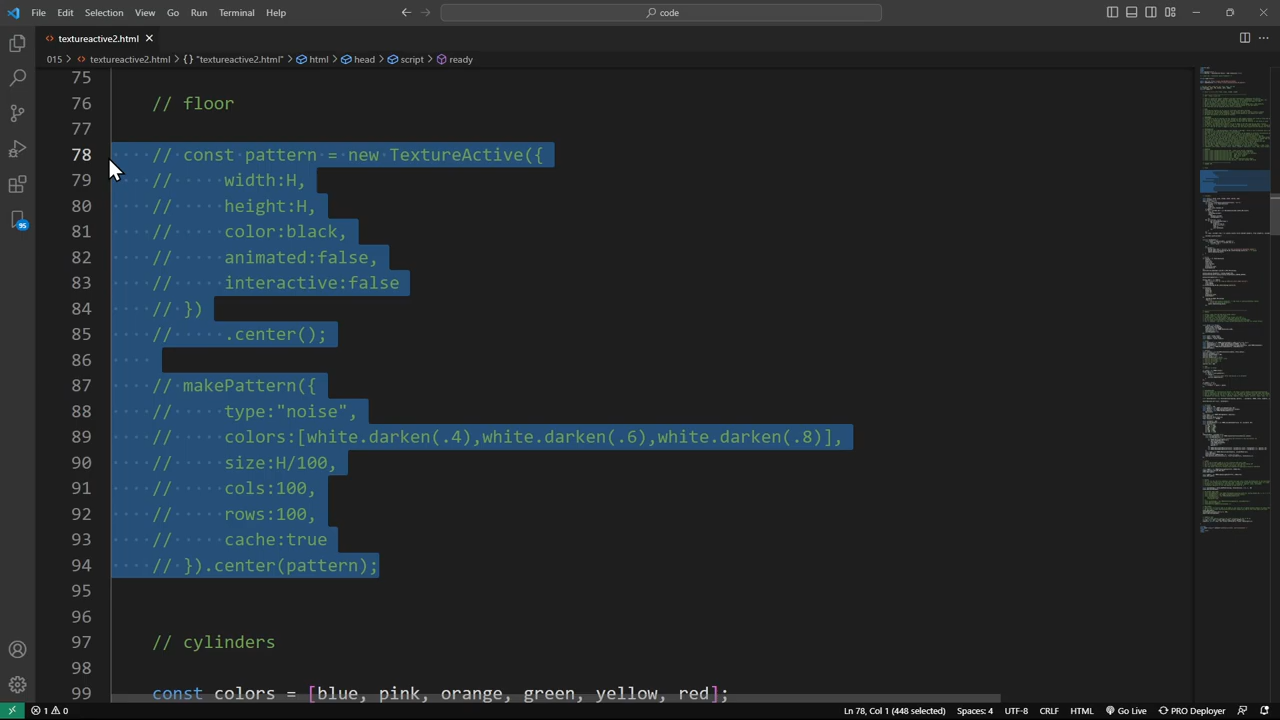 File Edit Selection View Go Run Terminal Help
code
textureactive2.html
015 > textureactive2.html > {} "textureactive2.html" > html > head > script > ready
75
76 // floor
77
78 // const pattern = new TextureActive({
79 // width:H,
80 // height:H,
81 // color:black,
82 // animated:false,
83 // interactive:false
84 // })
85 // .center();
86
87 // makePattern({
88 // type:"noise",
89 // colors:[white.darken(.4),white.darken(.6),white.darken(.8)],
90 // size:H/100,
91 // cols:100,
92 // rows:100,
93 // cache:true
94 // }).center(pattern);
95
96
97 // cylinders
98
99 const colors = [blue, pink, orange, green, yellow, red];
95
1 0 Ln 78, Col 1 (448 selected) Spaces: 4 UTF-8 CRLF HTML Go Live PRO Deployer